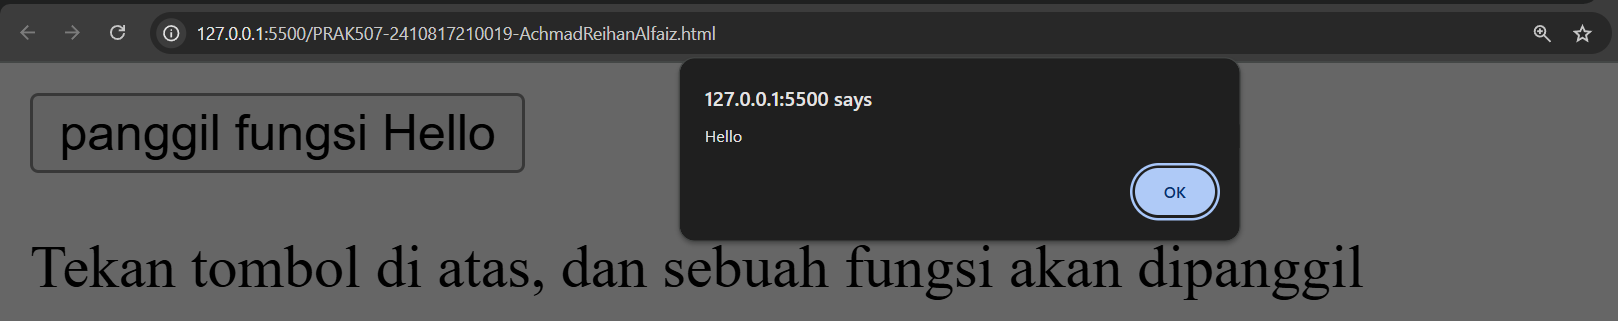 127.0.0.1:5500/PRAK507-2410817210019-AchmadReihanAlfaiz.html
127.0.0.1:5500 says
Hello
OK
panggil fungsi Hello
Tekan tombol di atas, dan sebuah fungsi akan dipanggil